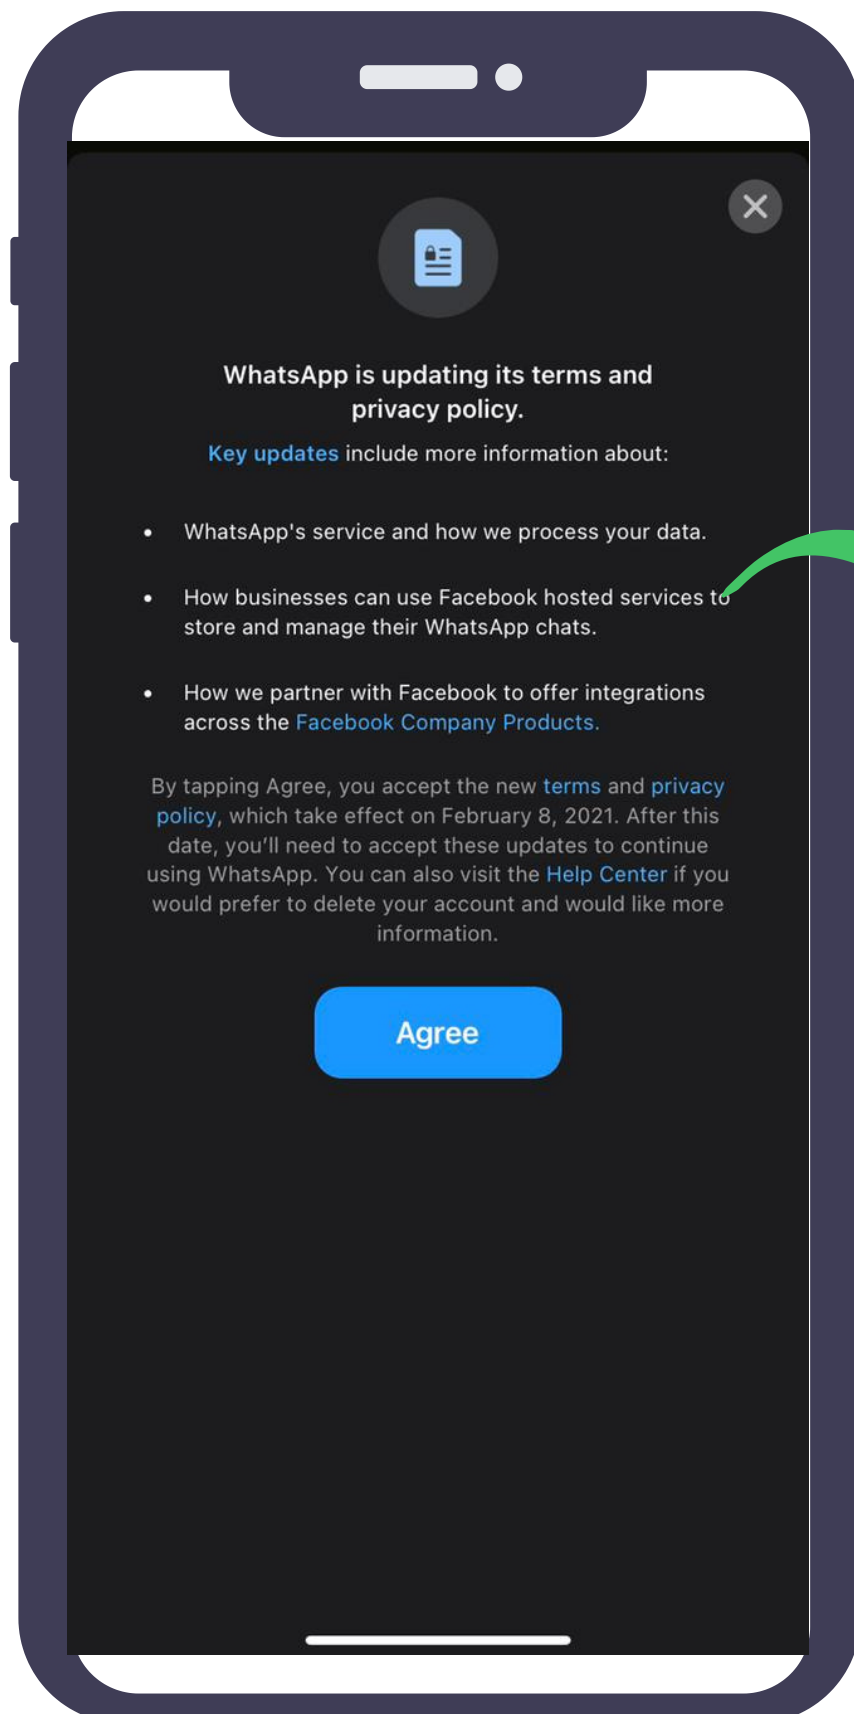 WhatsApp is updating its terms and
privacy policy.
Key updates include more information about:
• WhatsApp's service and how we process your data.
• How businesses can use Facebook hosted services to
store and manage their WhatsApp chats.
• How we partner with Facebook to offer integrations
across the Facebook Company Products.
By tapping Agree, you accept the new terms and privacy
policy, which take effect on February 8, 2021. After this
date, you’ll need to accept these updates to continue
using WhatsApp. You can also visit the Help Center if you
would prefer to delete your account and would like more
information.
Agree